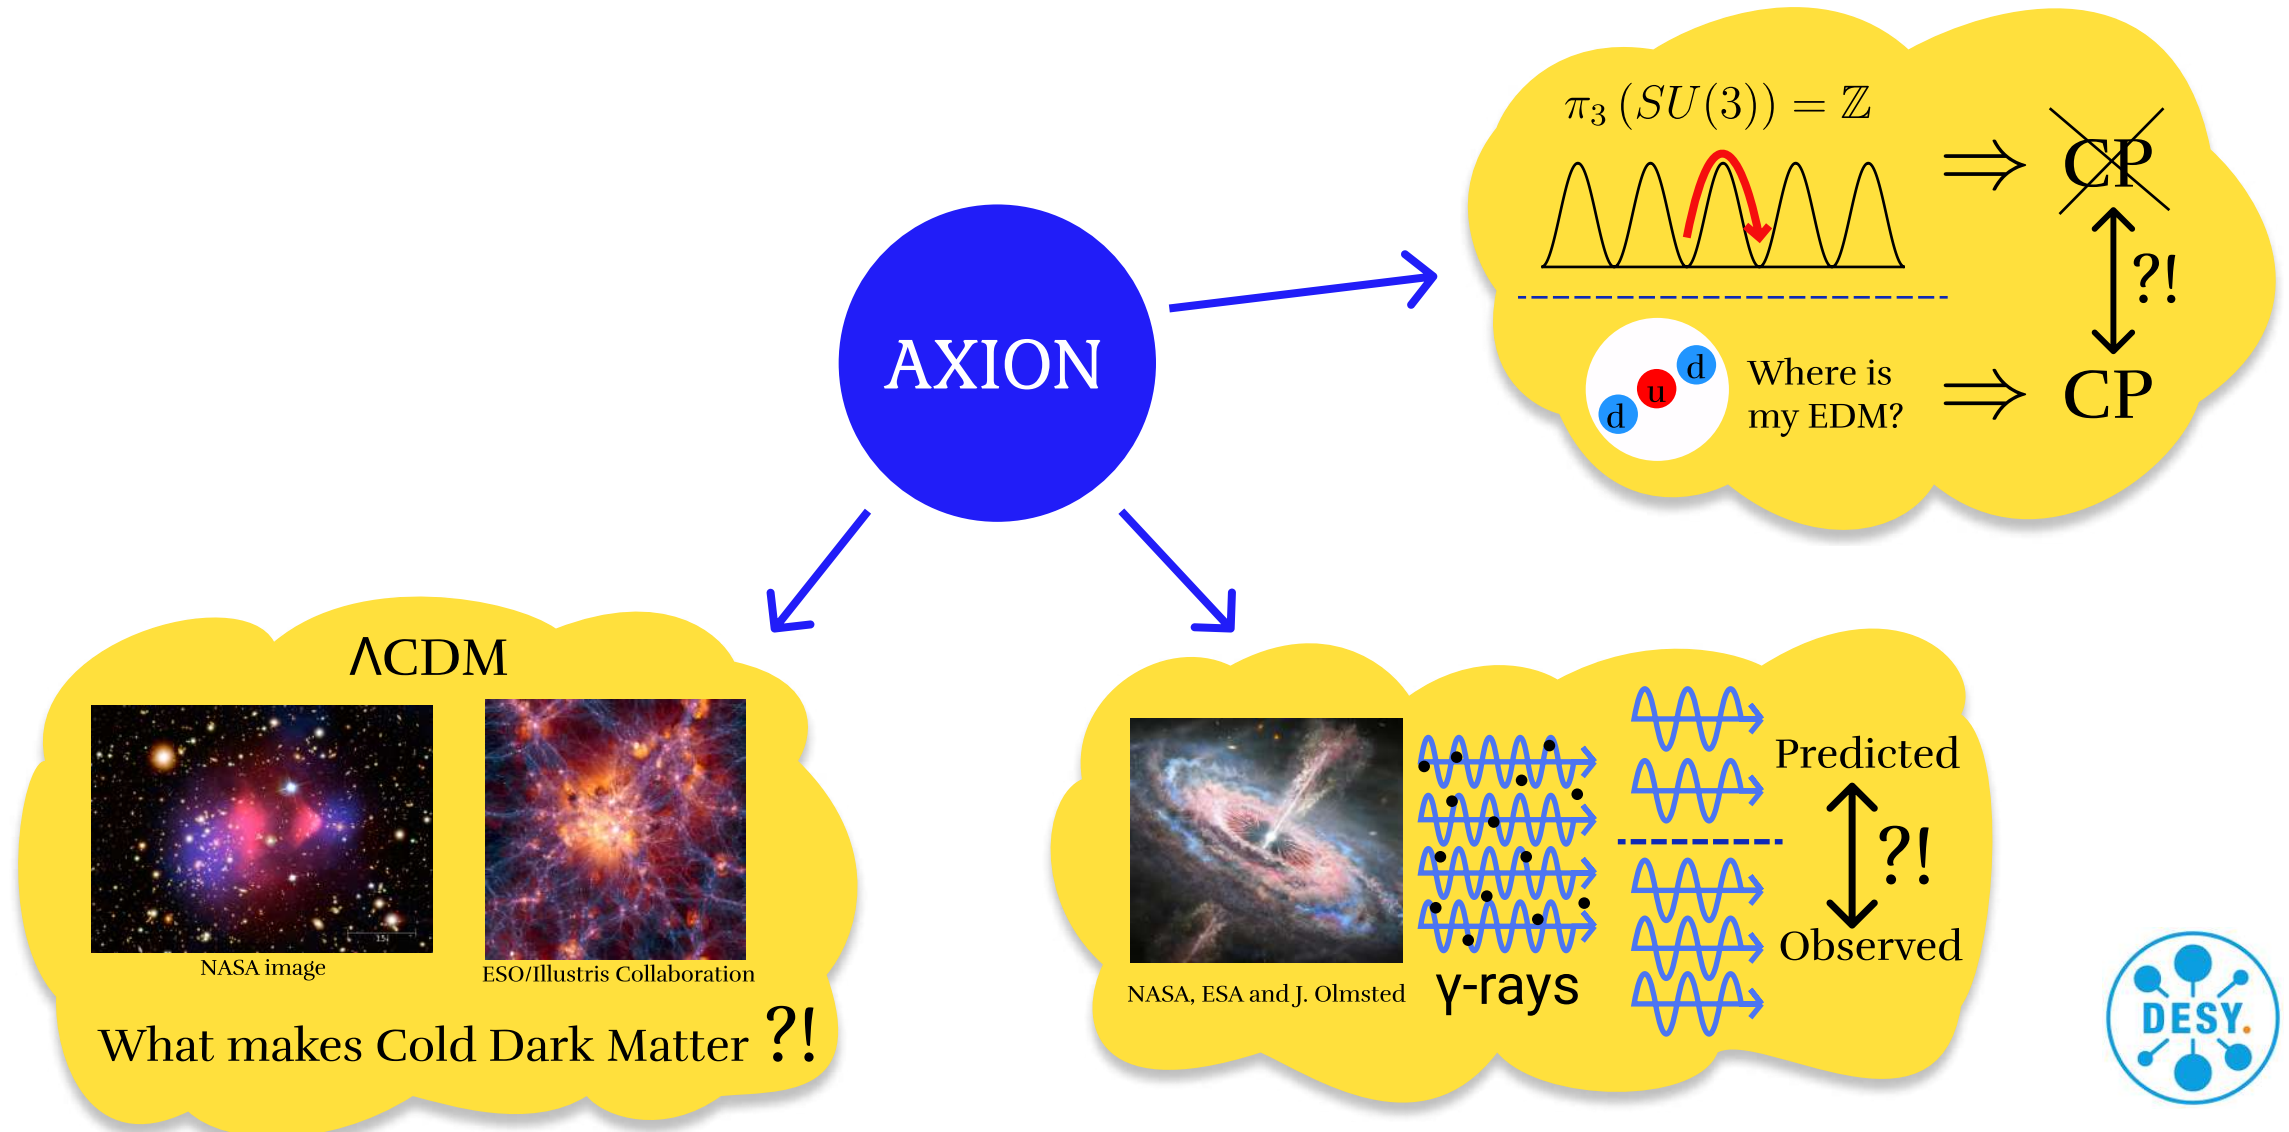 π₃ (SU(3)) = ℤ
⇒ CP
?!
AXION
d u d
Where is
my EDM?
⇒ CP
ΛCDM
NASA image
ESO/Illustris Collaboration
What makes Cold Dark Matter ?!
Predicted
?!
Observed
NASA, ESA and J. Olmsted
γ-rays
DESY.